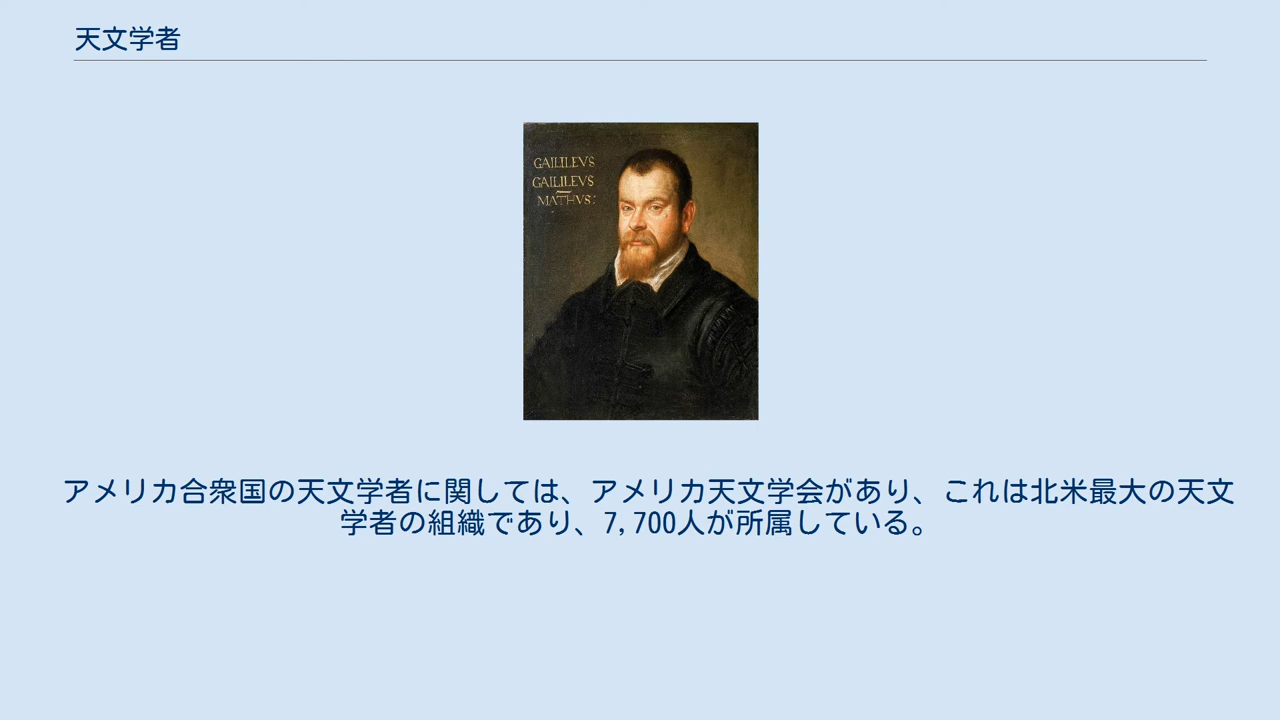 天文学者
GAILILEVS
GAILILEVS
MATHVS:
アメリカ合衆国の天文学者に関しては、アメリカ天文学会があり、これは北米最大の天文
学者の組織であり、7,700人が所属している。